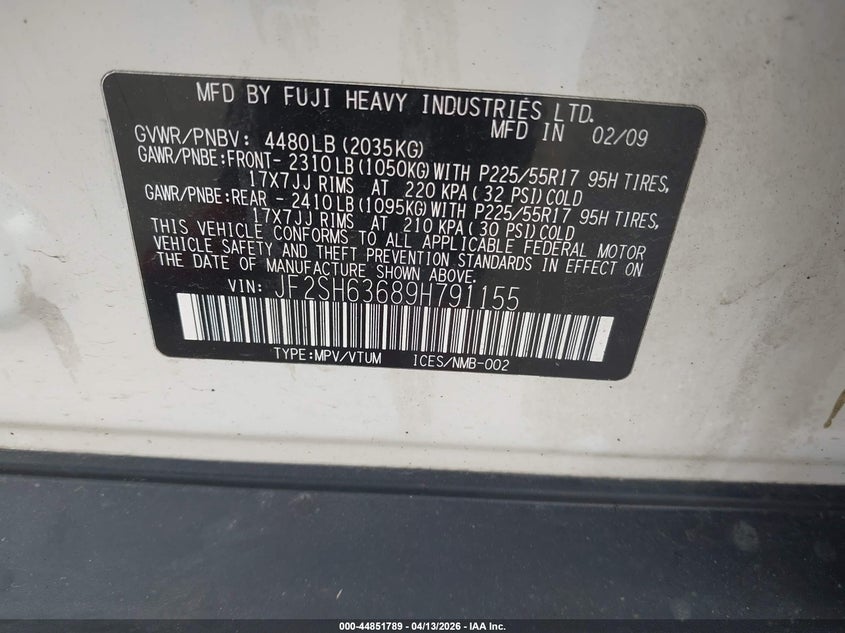 MFD BY FUJI HEAVY INDUSTRIES LTD.
MFD IN 02/09
GVWR/PNBV: 4480LB(2035KG)
GAWR/PNBE:FRONT- 2310LB(1050KG)WITH P225/55R17 95H TIRES,
17X7JJ RIMS AT 220 KPA(32 PSI)COLD
GAWR/PNBE:REAR - 2410LB(1095KG)WITH P225/55R17 95H TIRES,
17X7JJ RIMS AT 210 KPA(30 PSI)COLD
THIS VEHICLE CONFORMS TO ALL APPLICABLE FEDERAL MOTOR
VEHICLE SAFETY AND THEFT PREVENTION STANDARDS IN EFFECT ON
THE DATE OF MANUFACTURE SHOWN ABOVE.
VIN: JF2SH63689H791155
TYPE:MPV/VTUM ICES/NMB-002
000-44851789 - 04/13/2026 - IAA Inc.